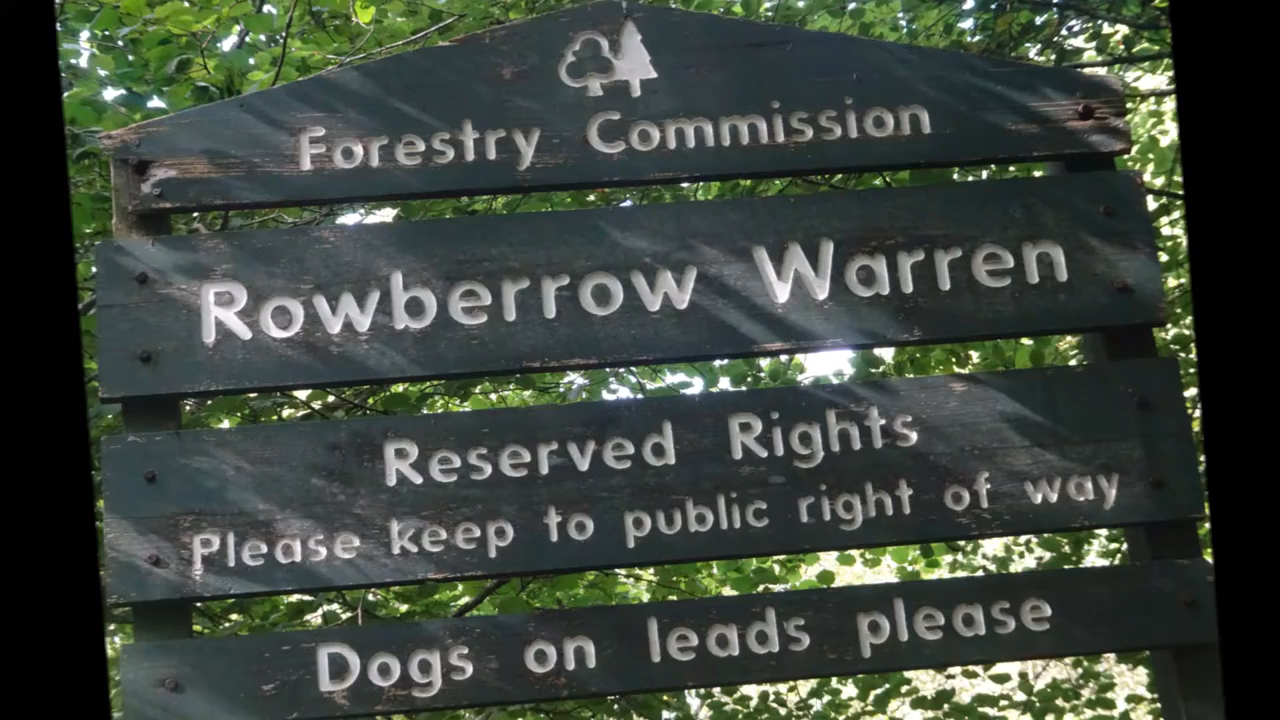 Forestry Commission
Rowberrow Warren
Reserved Rights
Please keep to public right of way
Dogs on leads please